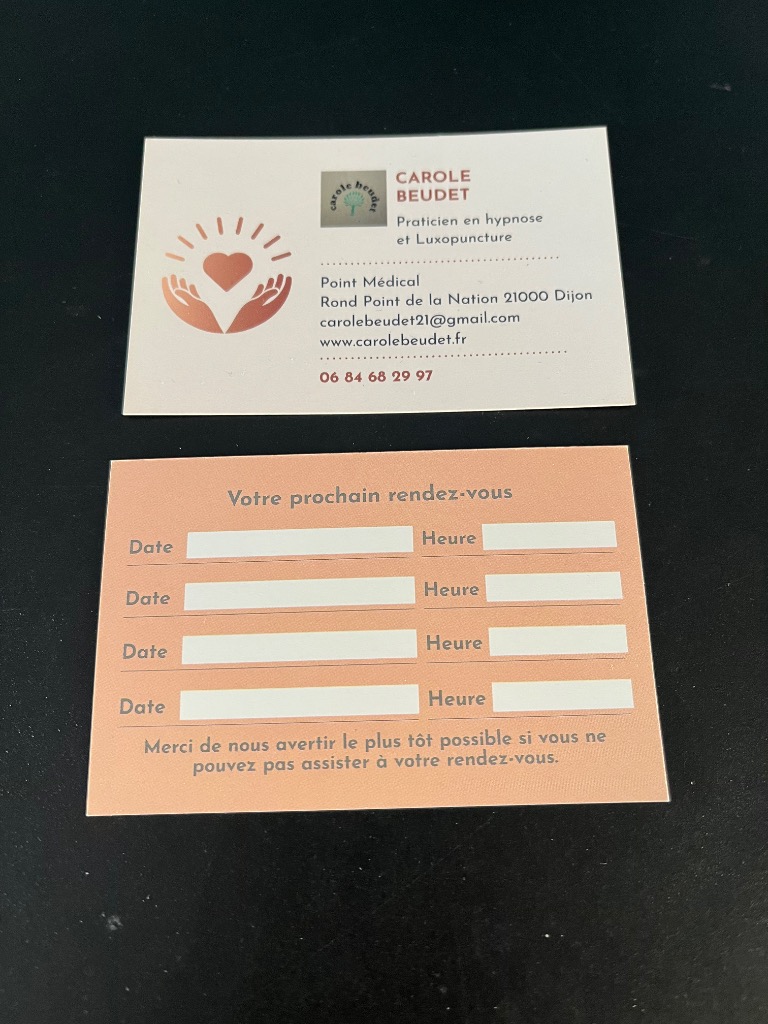 carole beudet
CAROLE
BEUDET
Praticien en hypnose
et Luxopuncture
Point Médical
Rond Point de la Nation 21000 Dijon
carolebeudet21@gmail.com
www.carolebeudet.fr
06 84 68 29 97
Votre prochain rendez-vous
Date Heure
Date Heure
Date Heure
Date Heure
Merci de nous avertir le plus tôt possible si vous ne
pouvez pas assister à votre rendez-vous.